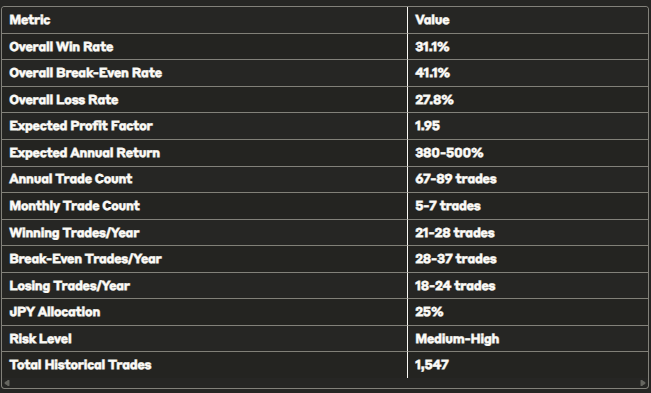 Metric Value
Overall Win Rate 31.1%
Overall Break-Even Rate 41.1%
Overall Loss Rate 27.8%
Expected Profit Factor 1.95
Expected Annual Return 380-500%
Annual Trade Count 67-89 trades
Monthly Trade Count 5-7 trades
Winning Trades/Year 21-28 trades
Break-Even Trades/Year 28-37 trades
Losing Trades/Year 18-24 trades
JPY Allocation 25%
Risk Level Medium-High
Total Historical Trades 1,547